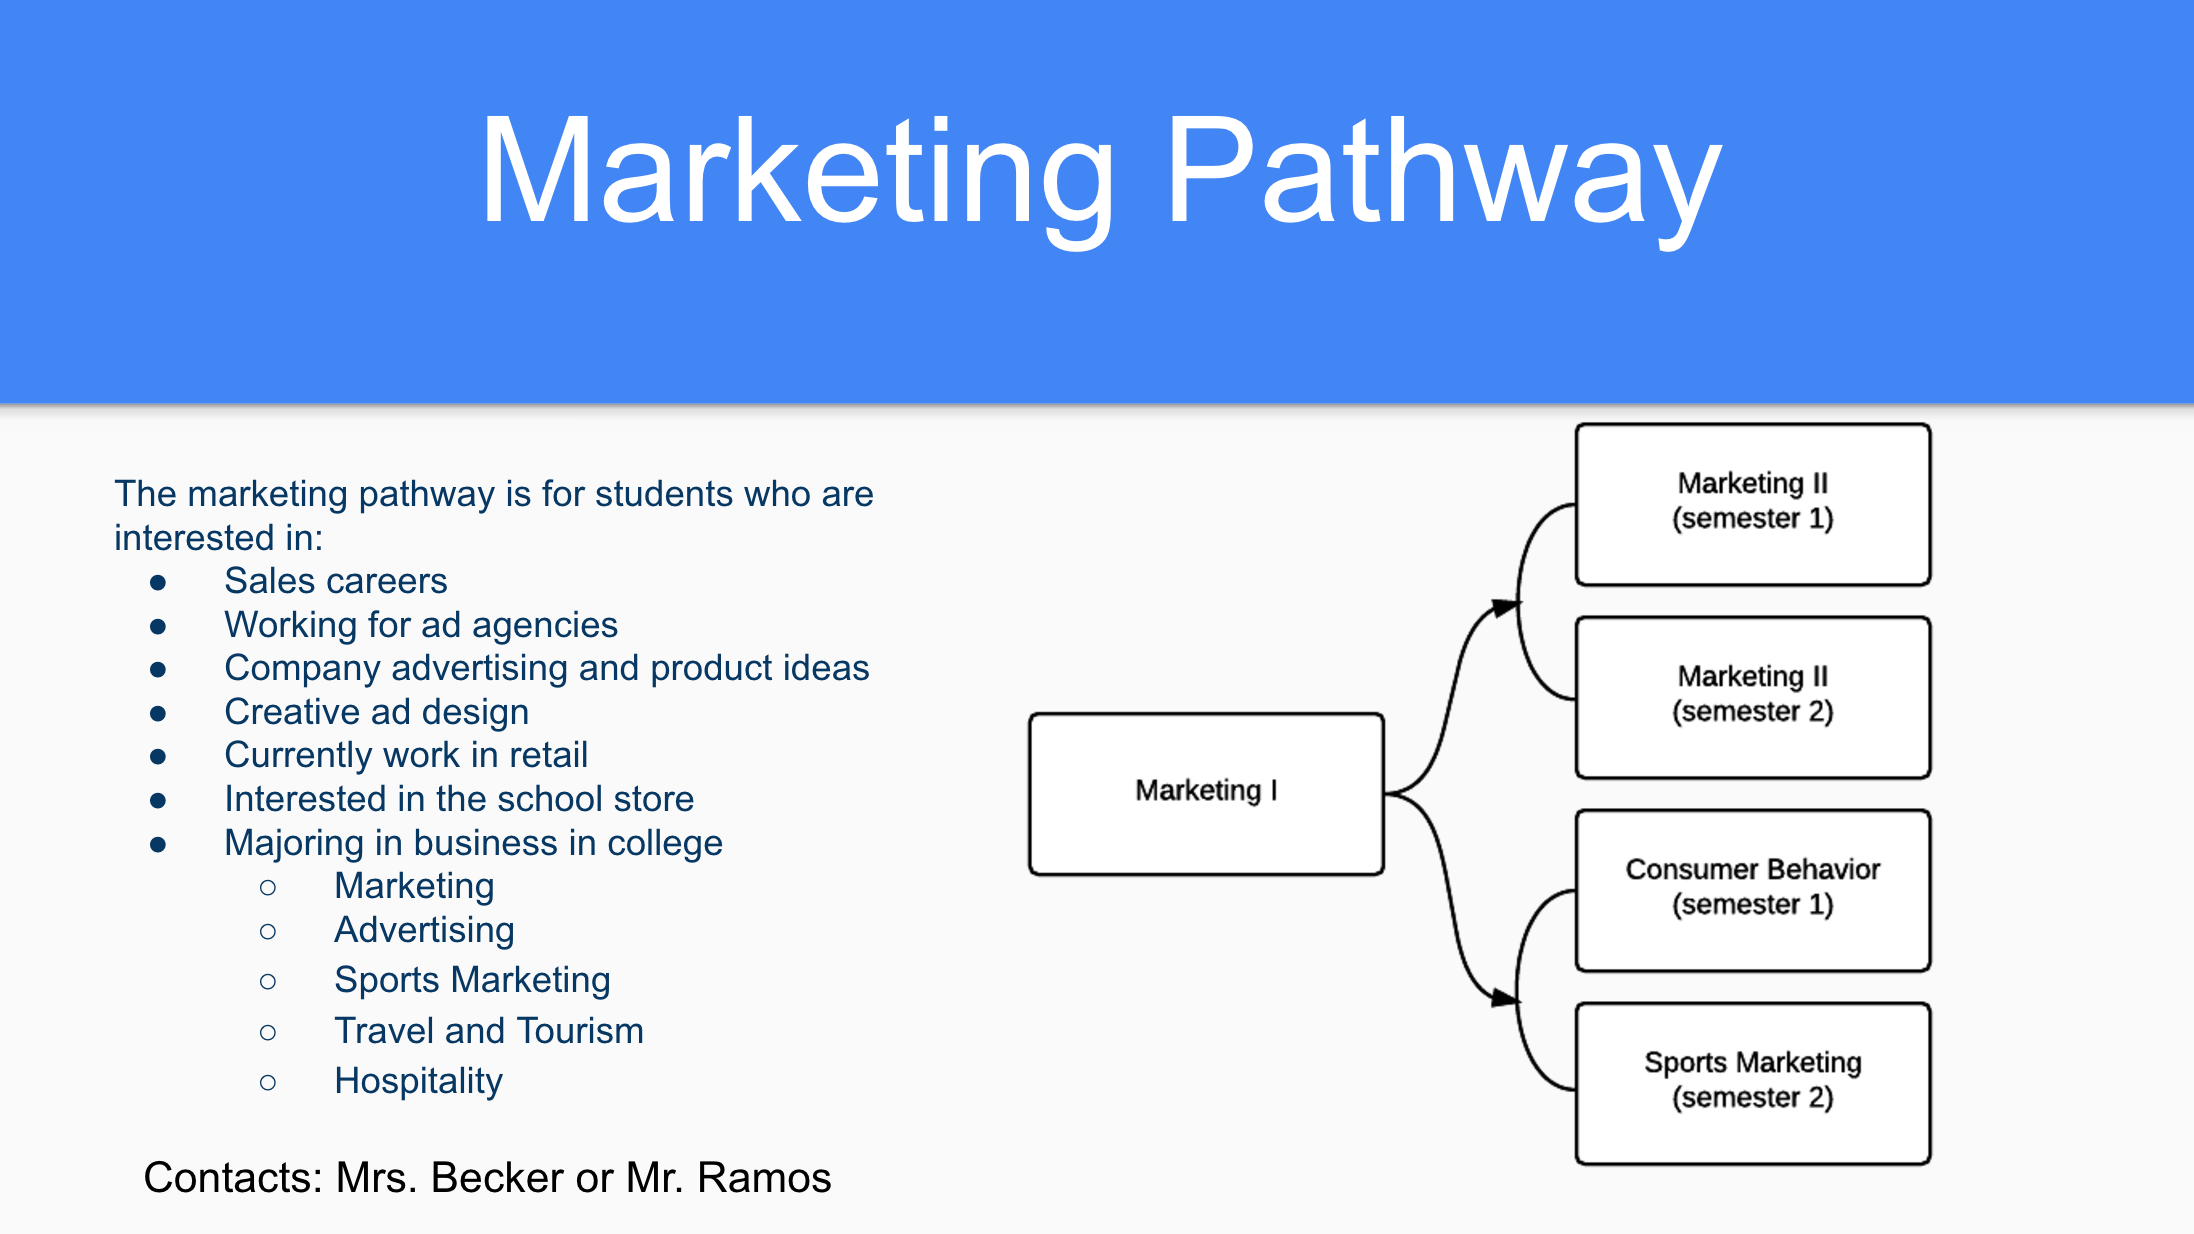 Marketing Pathway
The marketing pathway is for students who are
interested in:
● Sales careers
● Working for ad agencies
● Company advertising and product ideas
● Creative ad design
● Currently work in retail
● Interested in the school store
● Majoring in business in college
○ Marketing
○ Advertising
○ Sports Marketing
○ Travel and Tourism
○ Hospitality
Contacts: Mrs. Becker or Mr. Ramos
Marketing I
Marketing II
(semester 1)
Marketing II
(semester 2)
Consumer Behavior
(semester 1)
Sports Marketing
(semester 2)